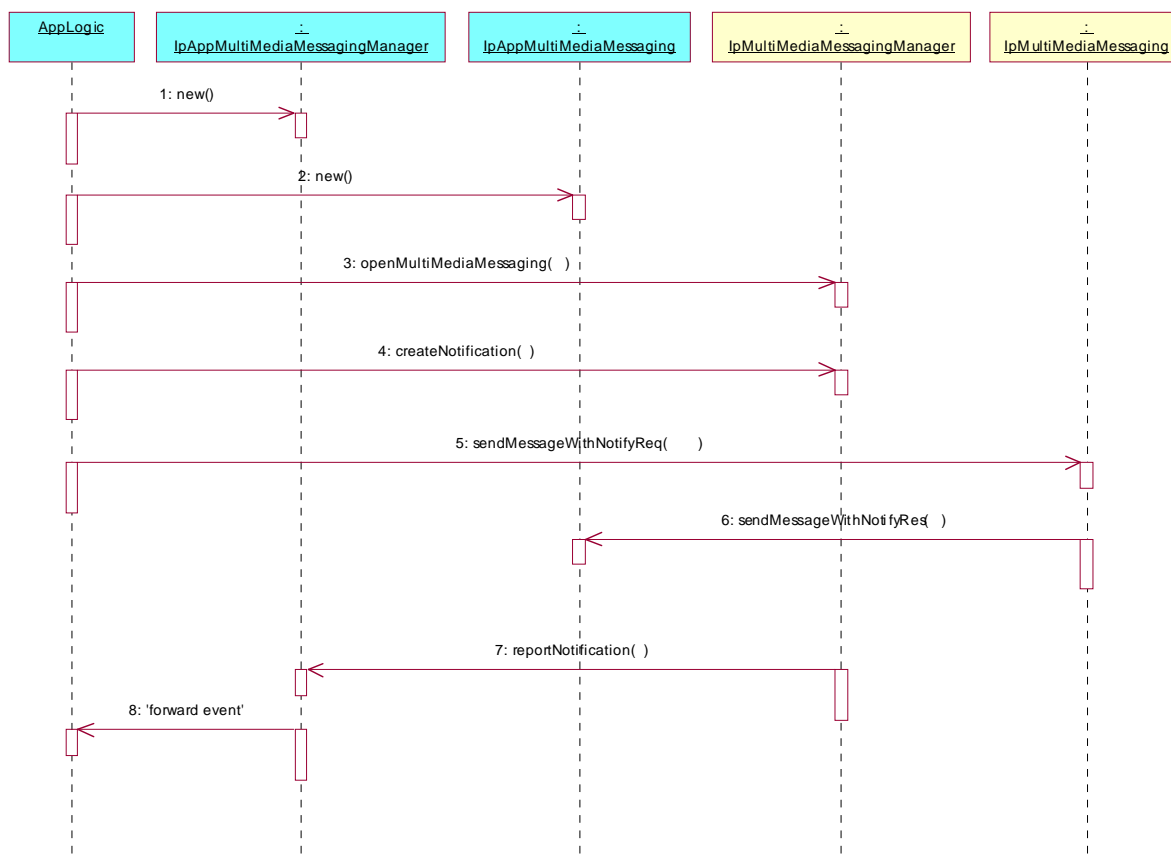 AppLogic
:
IpAppMultiMediaMessagingManager
:
IpAppMultiMediaMessaging
:
IpMultiMediaMessagingManager
:
IpMultiMediaMessaging
1: new()
2: new()
3: openMultiMediaMessaging( )
4: createNotification( )
5: sendMessageWithNotifyReq( )
6: sendMessageWithNotifyRes( )
7: reportNotification( )
8: 'forward event'